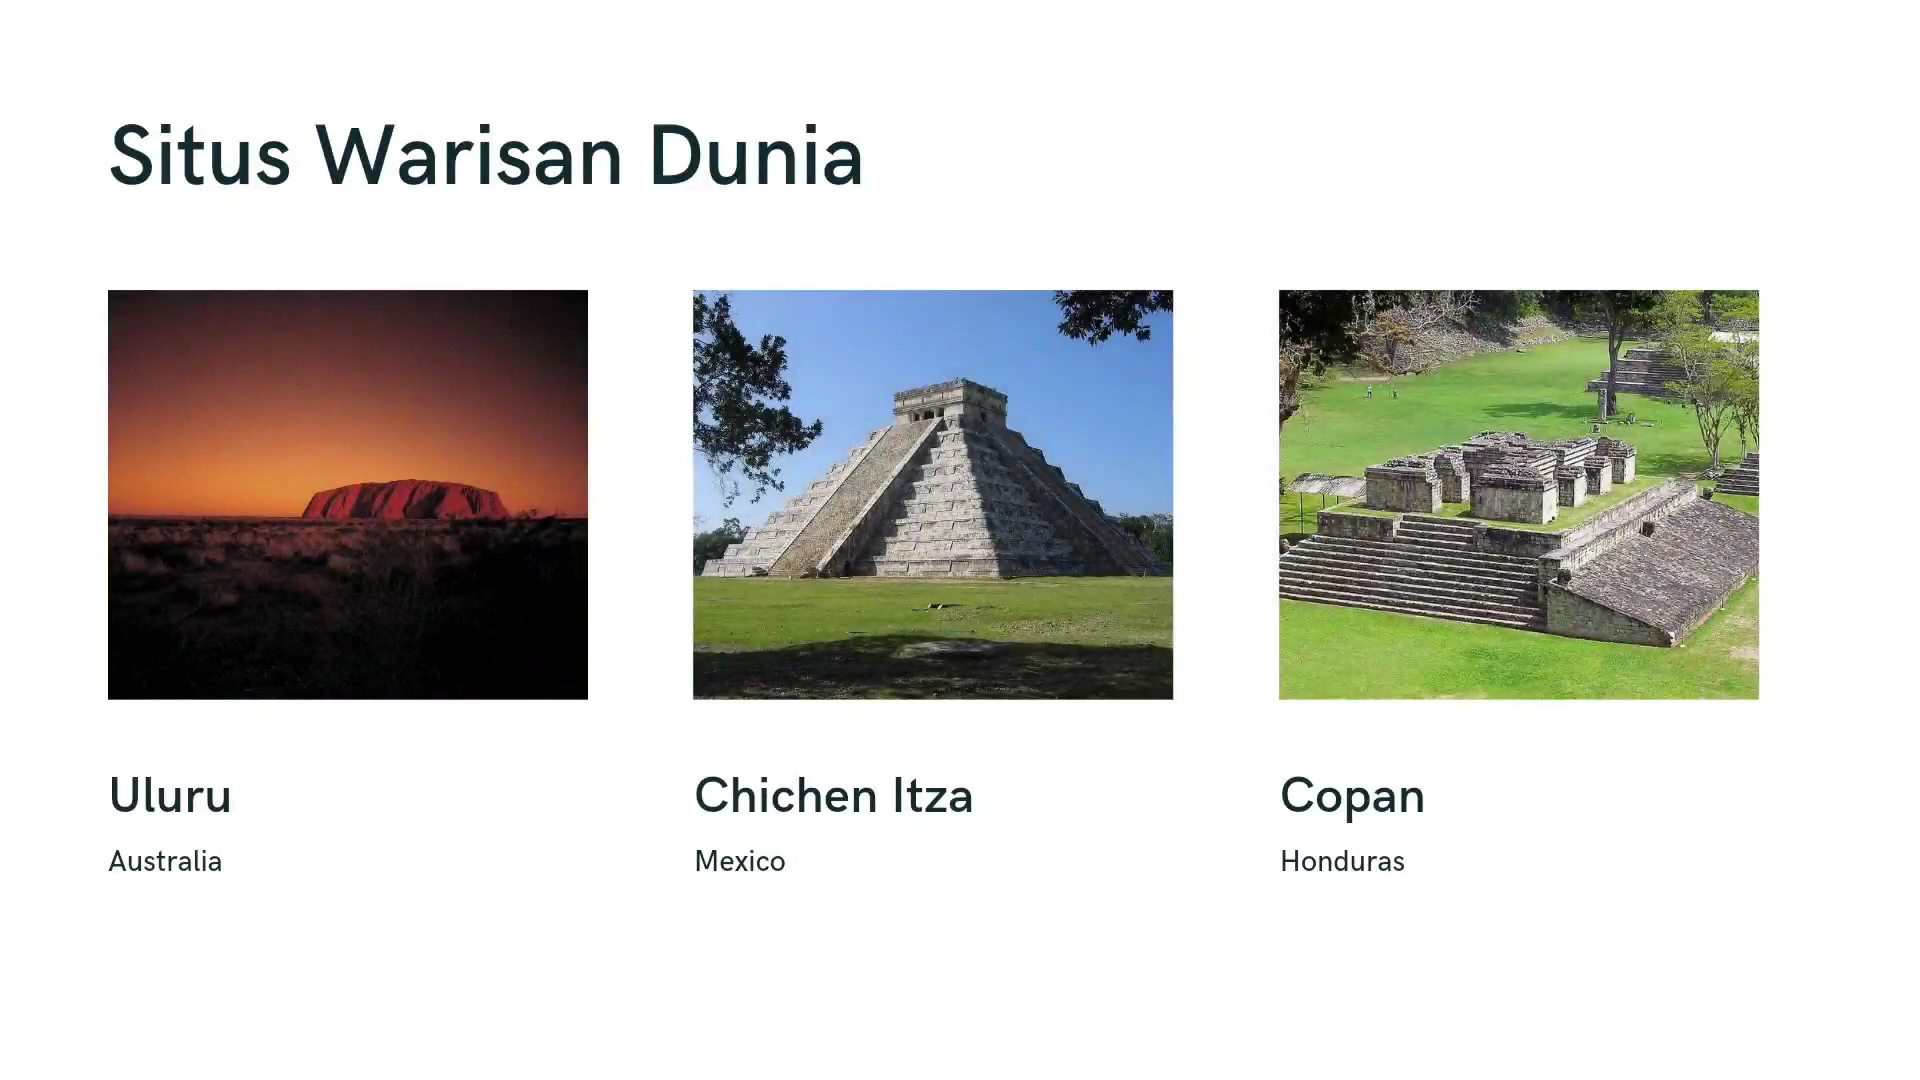 Situs Warisan Dunia
Uluru
Australia
Chichen Itza
Mexico
Copan
Honduras